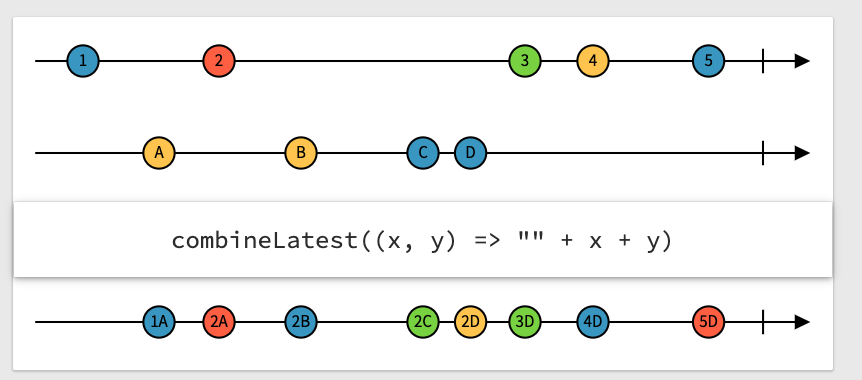 1 2 3 4 5
A B C D
combineLatest((x, y) => "" + x + y)
1A 2A 2B 2C 2D 3D 4D 5D